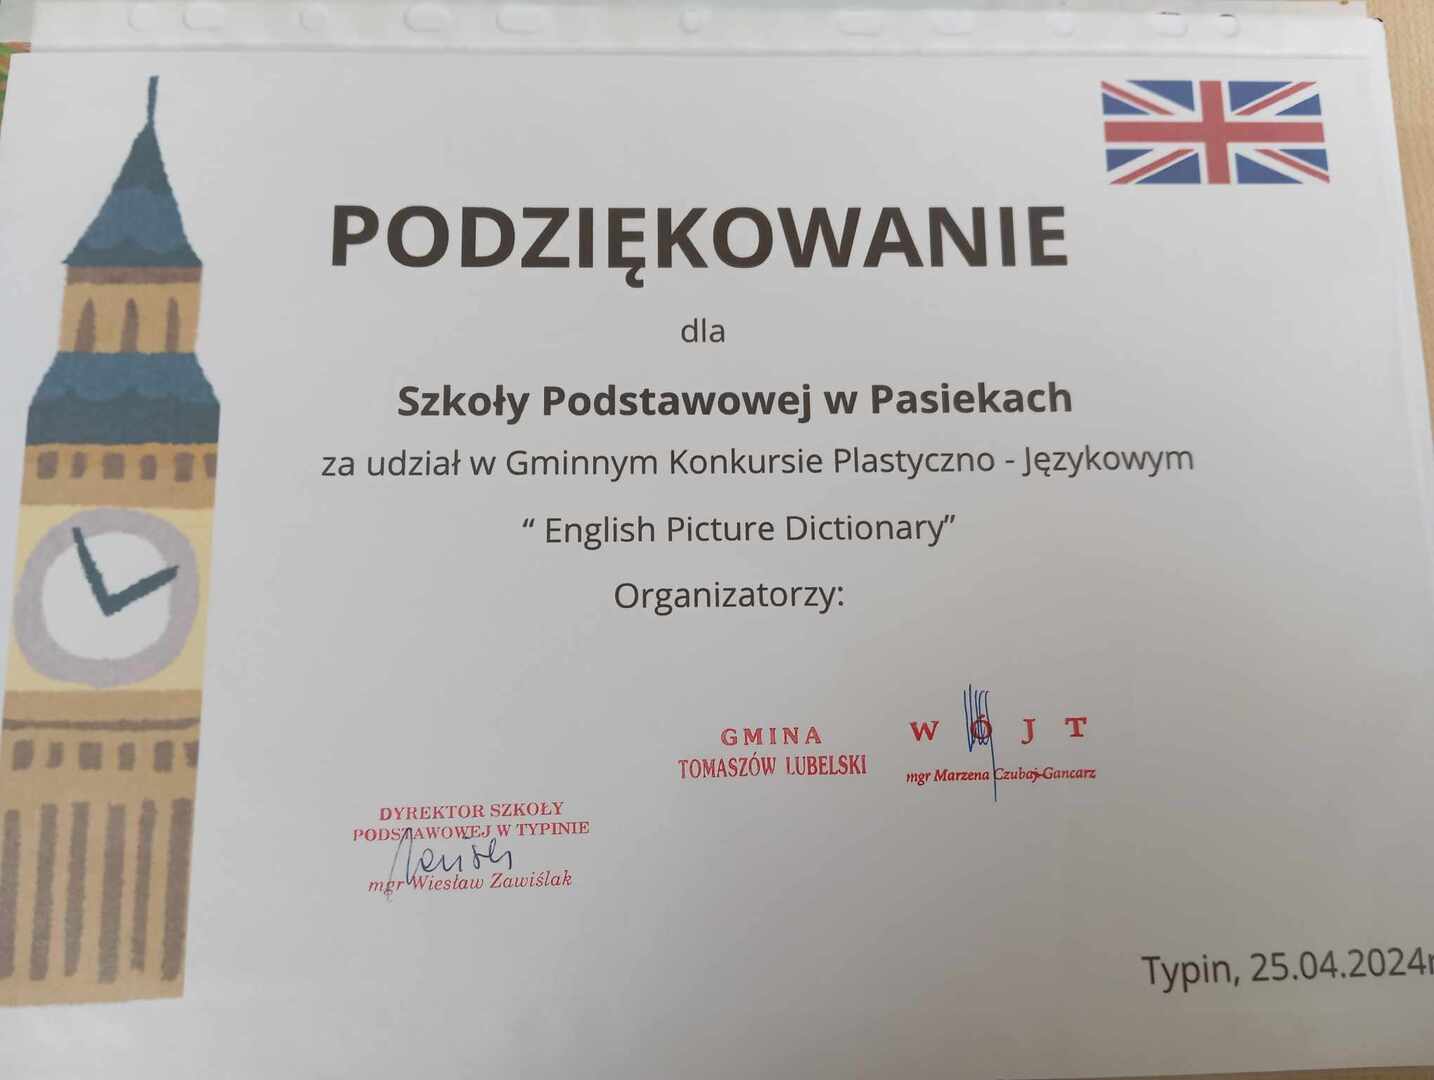 PODZIĘKOWANIE
dla
Szkoły Podstawowej w Pasiekach
za udział w Gminnym Konkursie Plastyczno - Językowym
“ English Picture Dictionary”
Organizatorzy:
GMINA
TOMASZÓW LUBELSKI
WÓJT
mgr Marzena Czubaj-Gancarz
DYREKTOR SZKOŁY
PODSTAWOWEJ W TYPINIE
mgr Wiesław Zawiślak
Typin, 25.04.2024r